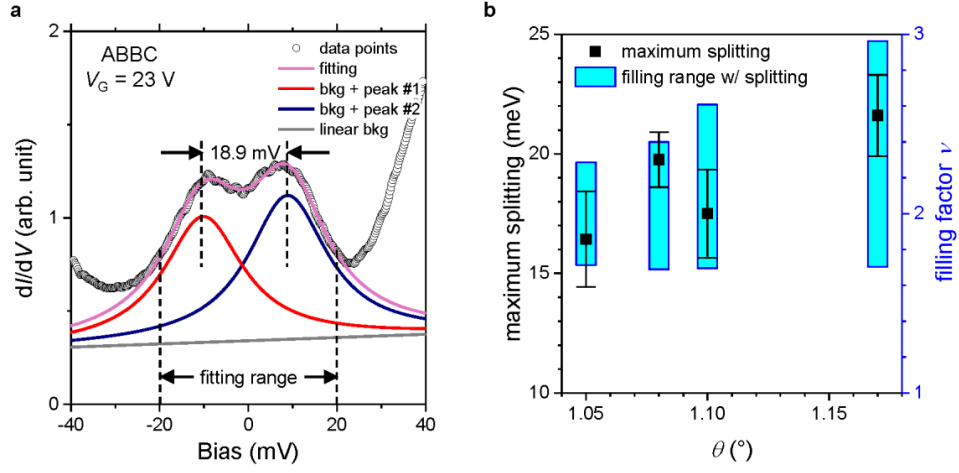 a
ABBC
V_G = 23 V
data points
fitting
bkg + peak #1
bkg + peak #2
linear bkg
18.9 mV
fitting range
dI/dV (arb. unit)
2
1
0
-40
-20
0
20
40
Bias (mV)
b
maximum splitting
filling range w/ splitting
maximum splitting (meV)
25
20
15
10
1.05
1.10
1.15
θ (°)
3
2
1
filling factor ν